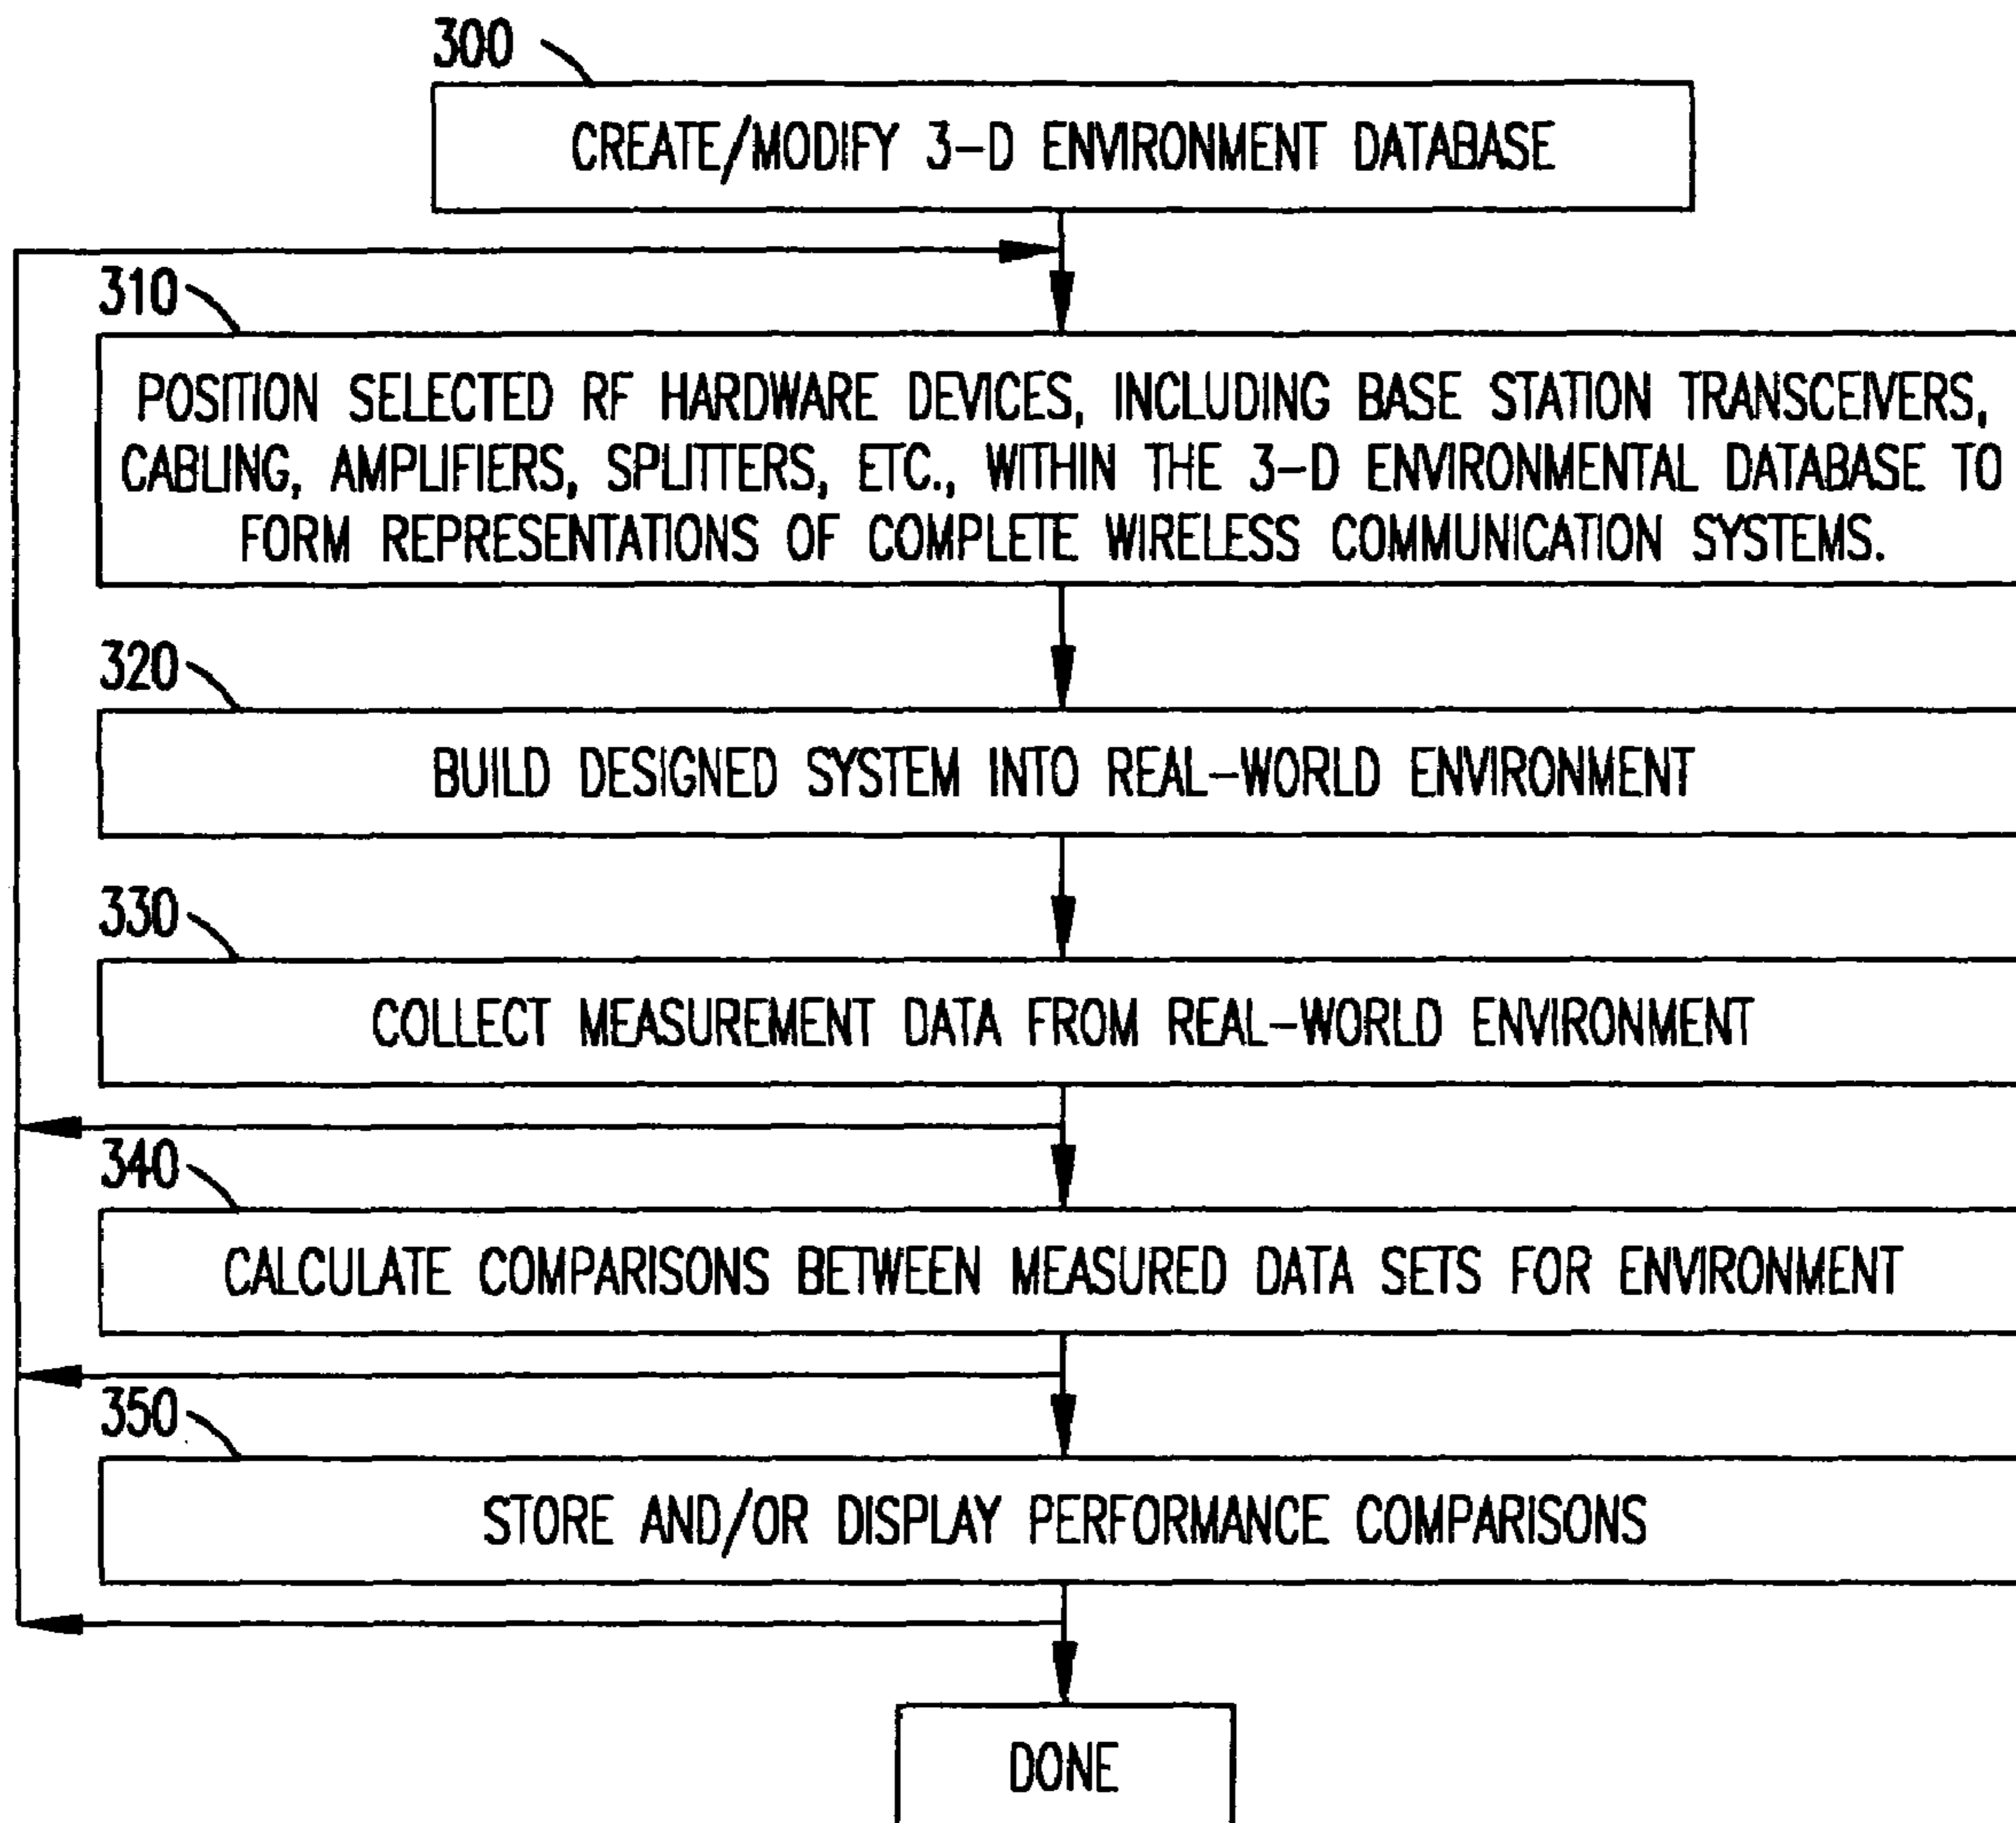 300
CREATE/MODIFY 3-D ENVIRONMENT DATABASE
310
POSITION SELECTED RF HARDWARE DEVICES, INCLUDING BASE STATION TRANSCEIVERS,
CABLING, AMPLIFIERS, SPLITTERS, ETC., WITHIN THE 3-D ENVIRONMENTAL DATABASE TO
FORM REPRESENTATIONS OF COMPLETE WIRELESS COMMUNICATION SYSTEMS.
320
BUILD DESIGNED SYSTEM INTO REAL-WORLD ENVIRONMENT
330
COLLECT MEASUREMENT DATA FROM REAL-WORLD ENVIRONMENT
340
CALCULATE COMPARISONS BETWEEN MEASURED DATA SETS FOR ENVIRONMENT
350
STORE AND/OR DISPLAY PERFORMANCE COMPARISONS
DONE